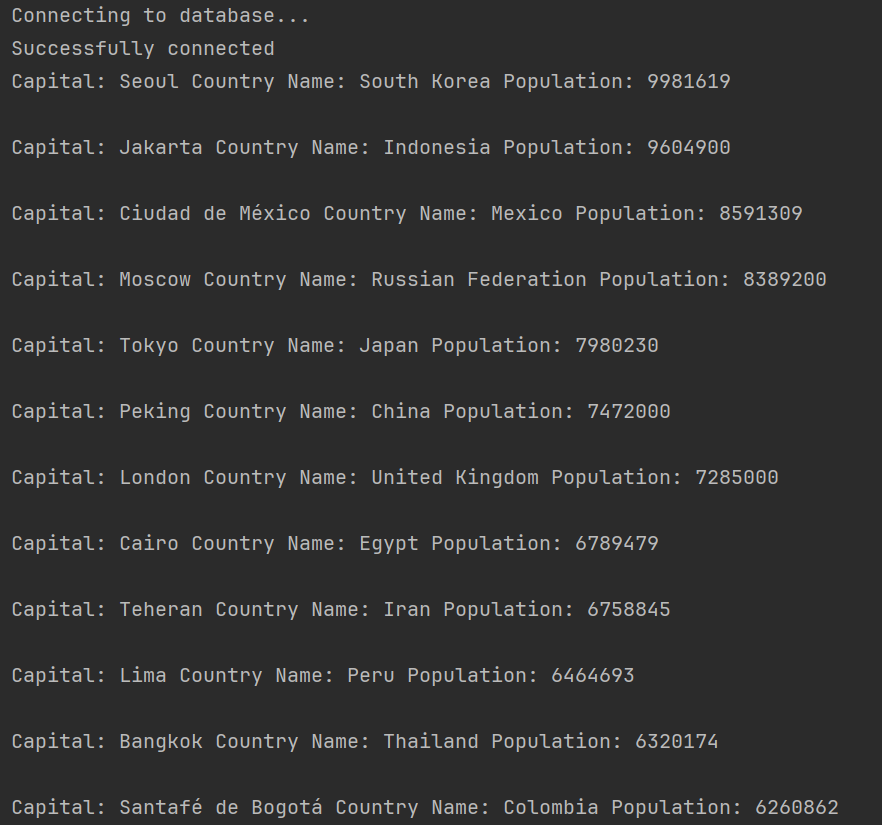 Connecting to database...
Successfully connected
Capital: Seoul Country Name: South Korea Population: 9981619
Capital: Jakarta Country Name: Indonesia Population: 9604900
Capital: Ciudad de México Country Name: Mexico Population: 8591309
Capital: Moscow Country Name: Russian Federation Population: 8389200
Capital: Tokyo Country Name: Japan Population: 7980230
Capital: Peking Country Name: China Population: 7472000
Capital: London Country Name: United Kingdom Population: 7285000
Capital: Cairo Country Name: Egypt Population: 6789479
Capital: Teheran Country Name: Iran Population: 6758845
Capital: Lima Country Name: Peru Population: 6464693
Capital: Bangkok Country Name: Thailand Population: 6320174
Capital: Santafé de Bogotá Country Name: Colombia Population: 6260862